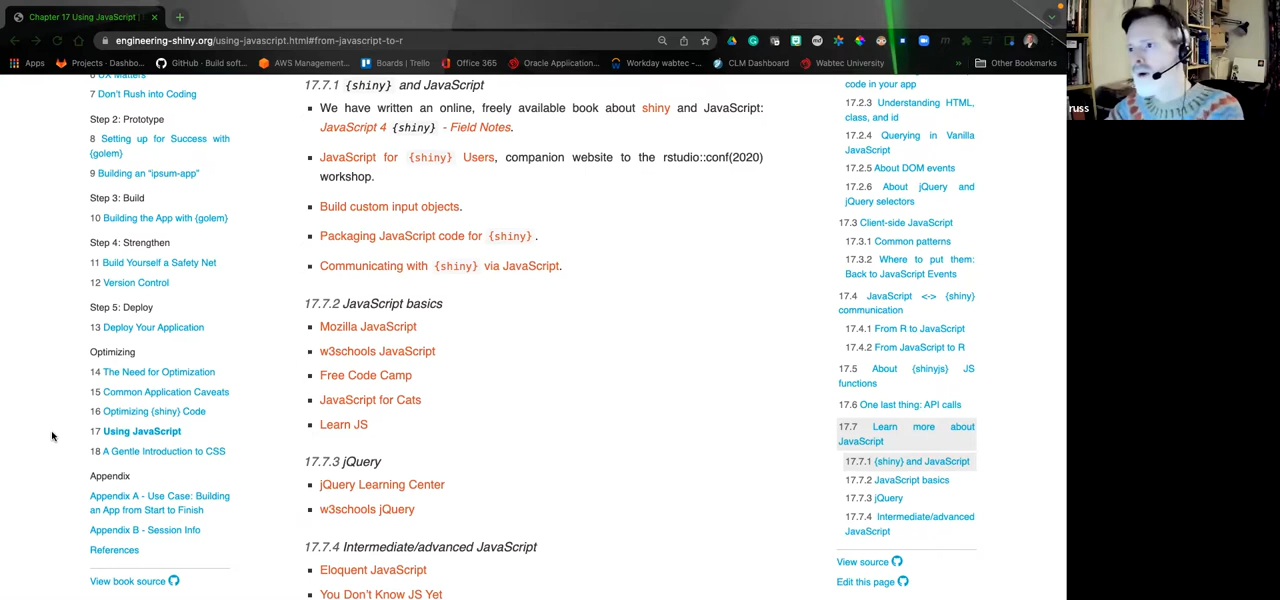 Chapter 17 Using JavaScript |
engineering-shiny.org/using-javascript.html#from-javascript-to-r
Apps
Projects · Dashbo...
GitHub · Build soft...
AWS Management...
Boards | Trello
Office 365
Oracle Application...
Workday wabtec -...
CLM Dashboard
Wabtec University
»
Other Bookmarks
russ
6 UX Matters
7 Don't Rush into Coding
Step 2: Prototype
8 Setting up for Success with
{golem}
9 Building an "ipsum-app"
Step 3: Build
10 Building the App with {golem}
Step 4: Strengthen
11 Build Yourself a Safety Net
12 Version Control
Step 5: Deploy
13 Deploy Your Application
Optimizing
14 The Need for Optimization
15 Common Application Caveats
16 Optimizing {shiny} Code
17 Using JavaScript
18 A Gentle Introduction to CSS
Appendix
Appendix A - Use Case: Building
an App from Start to Finish
Appendix B - Session Info
References
View book source
17.7.1 {shiny} and JavaScript
We have written an online, freely available book about shiny and JavaScript:
JavaScript 4 {shiny} - Field Notes.
JavaScript for {shiny} Users, companion website to the rstudio::conf(2020)
workshop.
Build custom input objects.
Packaging JavaScript code for {shiny}.
Communicating with {shiny} via JavaScript.
17.7.2 JavaScript basics
Mozilla JavaScript
w3schools JavaScript
Free Code Camp
JavaScript for Cats
Learn JS
17.7.3 jQuery
jQuery Learning Center
w3schools jQuery
17.7.4 Intermediate/advanced JavaScript
Eloquent JavaScript
You Don't Know JS Yet
code in your app
17.2.3 Understanding HTML,
class, and id
17.2.4 Querying in Vanilla
JavaScript
17.2.5 About DOM events
17.2.6 About jQuery and
jQuery selectors
17.3 Client-side JavaScript
17.3.1 Common patterns
17.3.2 Where to put them:
Back to JavaScript Events
17.4 JavaScript <-> {shiny}
communication
17.4.1 From R to JavaScript
17.4.2 From JavaScript to R
17.5 About {shinyjs} JS
functions
17.6 One last thing: API calls
17.7 Learn more about
JavaScript
17.7.1 {shiny} and JavaScript
17.7.2 JavaScript basics
17.7.3 jQuery
17.7.4 Intermediate/advanced
JavaScript
View source
Edit this page